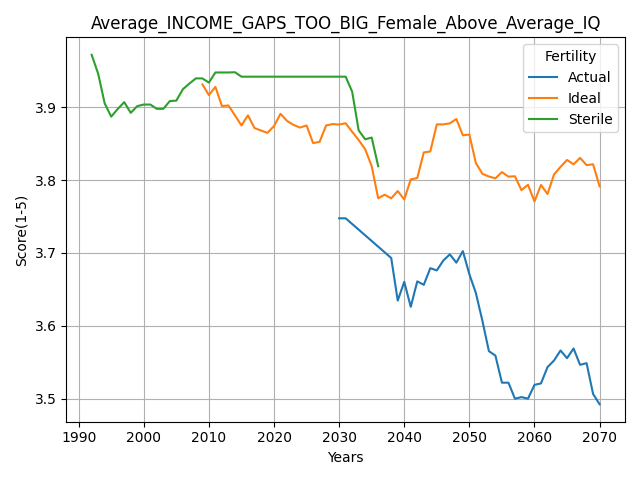 Average_INCOME_GAPS_TOO_BIG_Female_Above_Average_IQ
Fertility
Actual
Ideal
Sterile
Score(1-5)
3.9
3.8
3.7
3.6
3.5
1990 2000 2010 2020 2030 2040 2050 2060 2070
Years